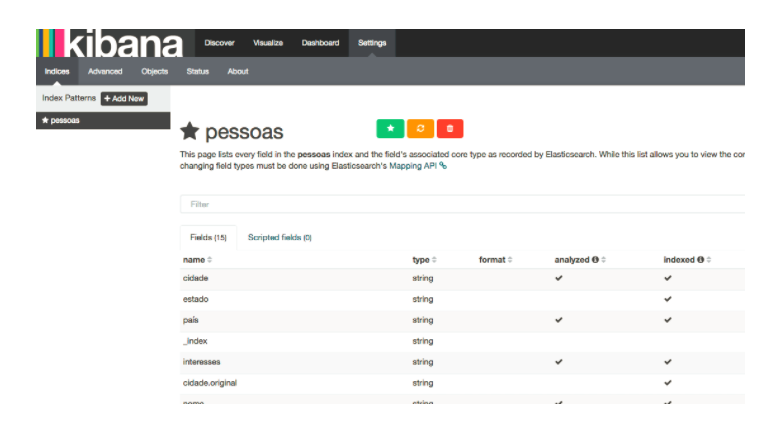 kibana Discover Visualize Dashboard Settings
Indices Advanced Objects Status About
Index Patterns + Add New
pessoas
pessoas
This page lists every field in the pessoas index and the field's associated core type as recorded by Elasticsearch. While this list allows you to view the cor
changing field types must be done using Elasticsearch's Mapping API
Filter
Fields (15) Scripted fields (0)
name type format analyzed indexed
cidade string
estado string
país string
_index string
interesses string
cidade.original string
nome string